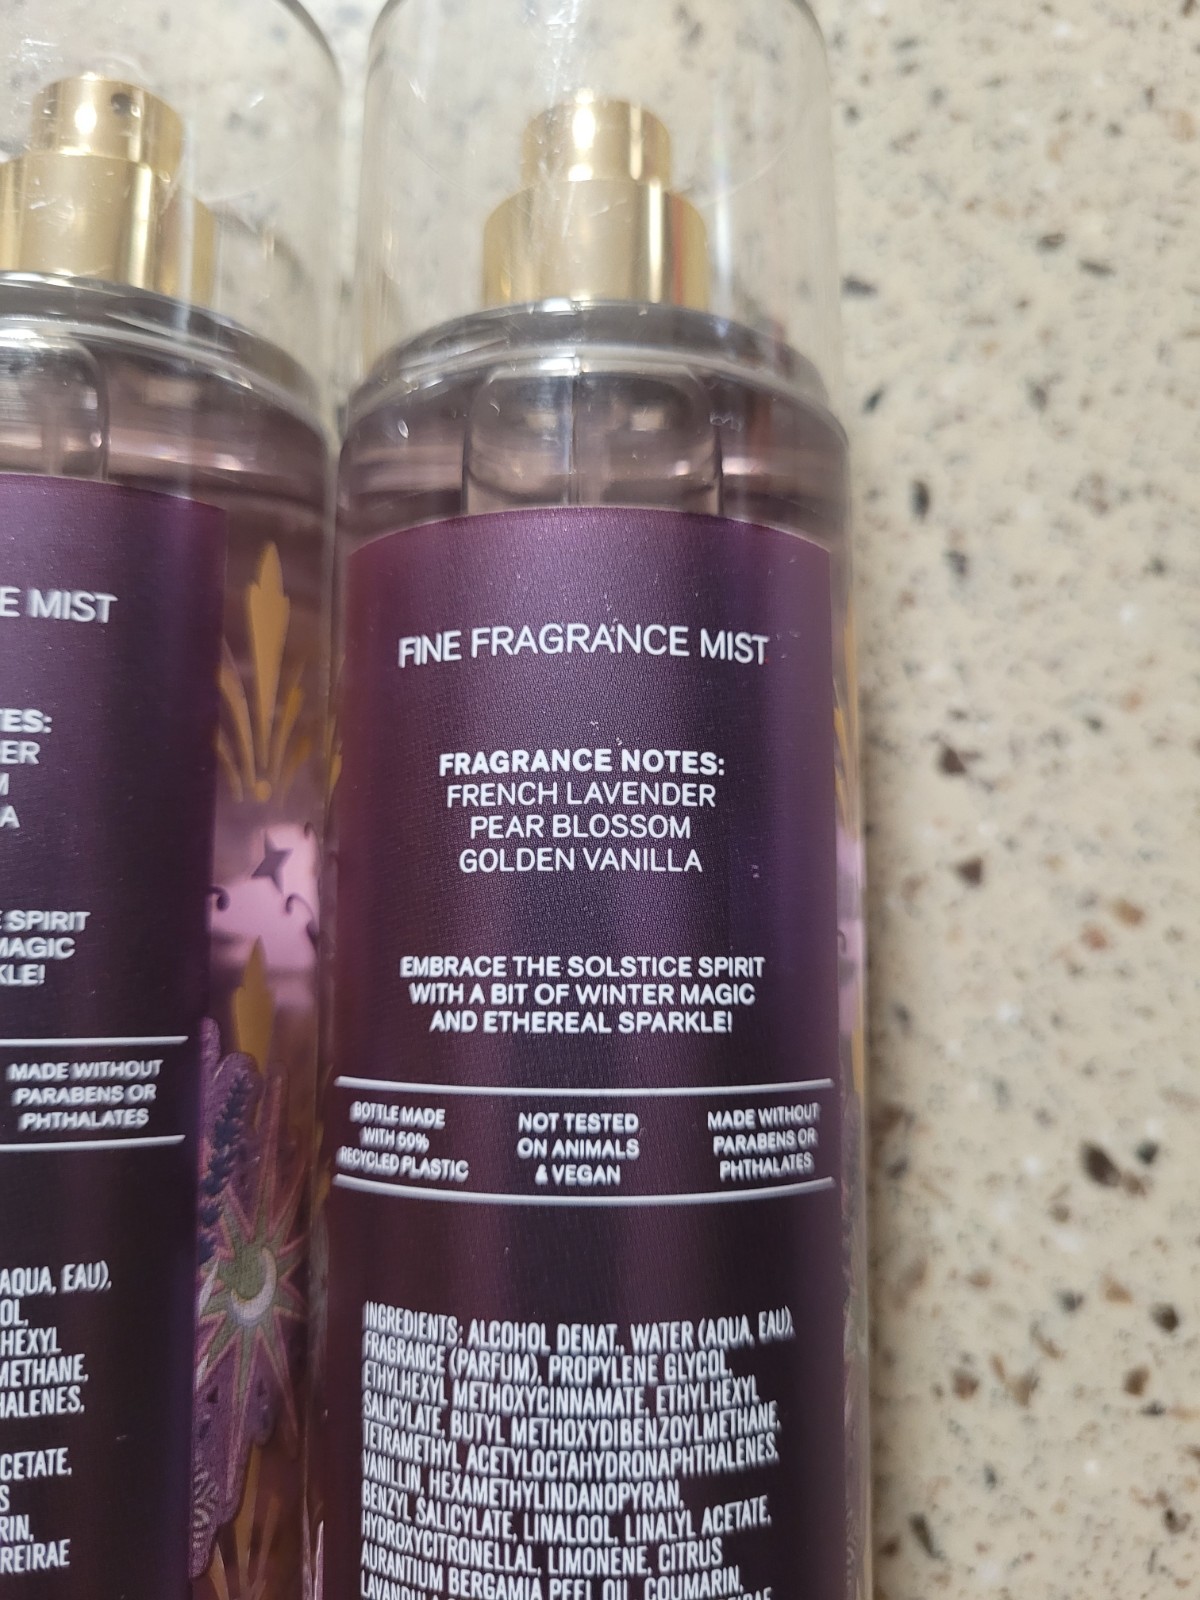 E MIST
TES:
ER
M
A
E SPIRIT
MAGIC
KLE!
MADE WITHOUT
PARABENS OR
PHTHALATES
AQUA, EAU),
OL,
HEXYL
METHANE,
HALENES,
CETATE,
S
RIN,
REIRAE
FINE FRAGRANCE MIST
FRAGRANCE NOTES:
FRENCH LAVENDER
PEAR BLOSSOM
GOLDEN VANILLA
EMBRACE THE SOLSTICE SPIRIT
WITH A BIT OF WINTER MAGIC
AND ETHEREAL SPARKLE!
BOTTLE MADE
WITH 50%
RECYCLED PLASTIC
NOT TESTED
ON ANIMALS
& VEGAN
MADE WITHOUT
PARABENS OR
PHTHALATES
INGREDIENTS: ALCOHOL DENAT., WATER (AQUA, EAU),
FRAGRANCE (PARFUM), PROPYLENE GLYCOL,
ETHYLHEXYL METHOXYCINNAMATE, ETHYLHEXYL
SALICYLATE, BUTYL METHOXYDIBENZOYLMETHANE,
TETRAMETHYL ACETYLOCTAHYDRONAPHTHALENES,
VANILLIN, HEXAMETHYLINDANOPYRAN,
BENZYL SALICYLATE, LINALOOL, LINALYL ACETATE,
HYDROXYCITRONELLAL, LIMONENE, CITRUS
AURANTIUM BERGAMIA PEEL OIL, COUMARIN,